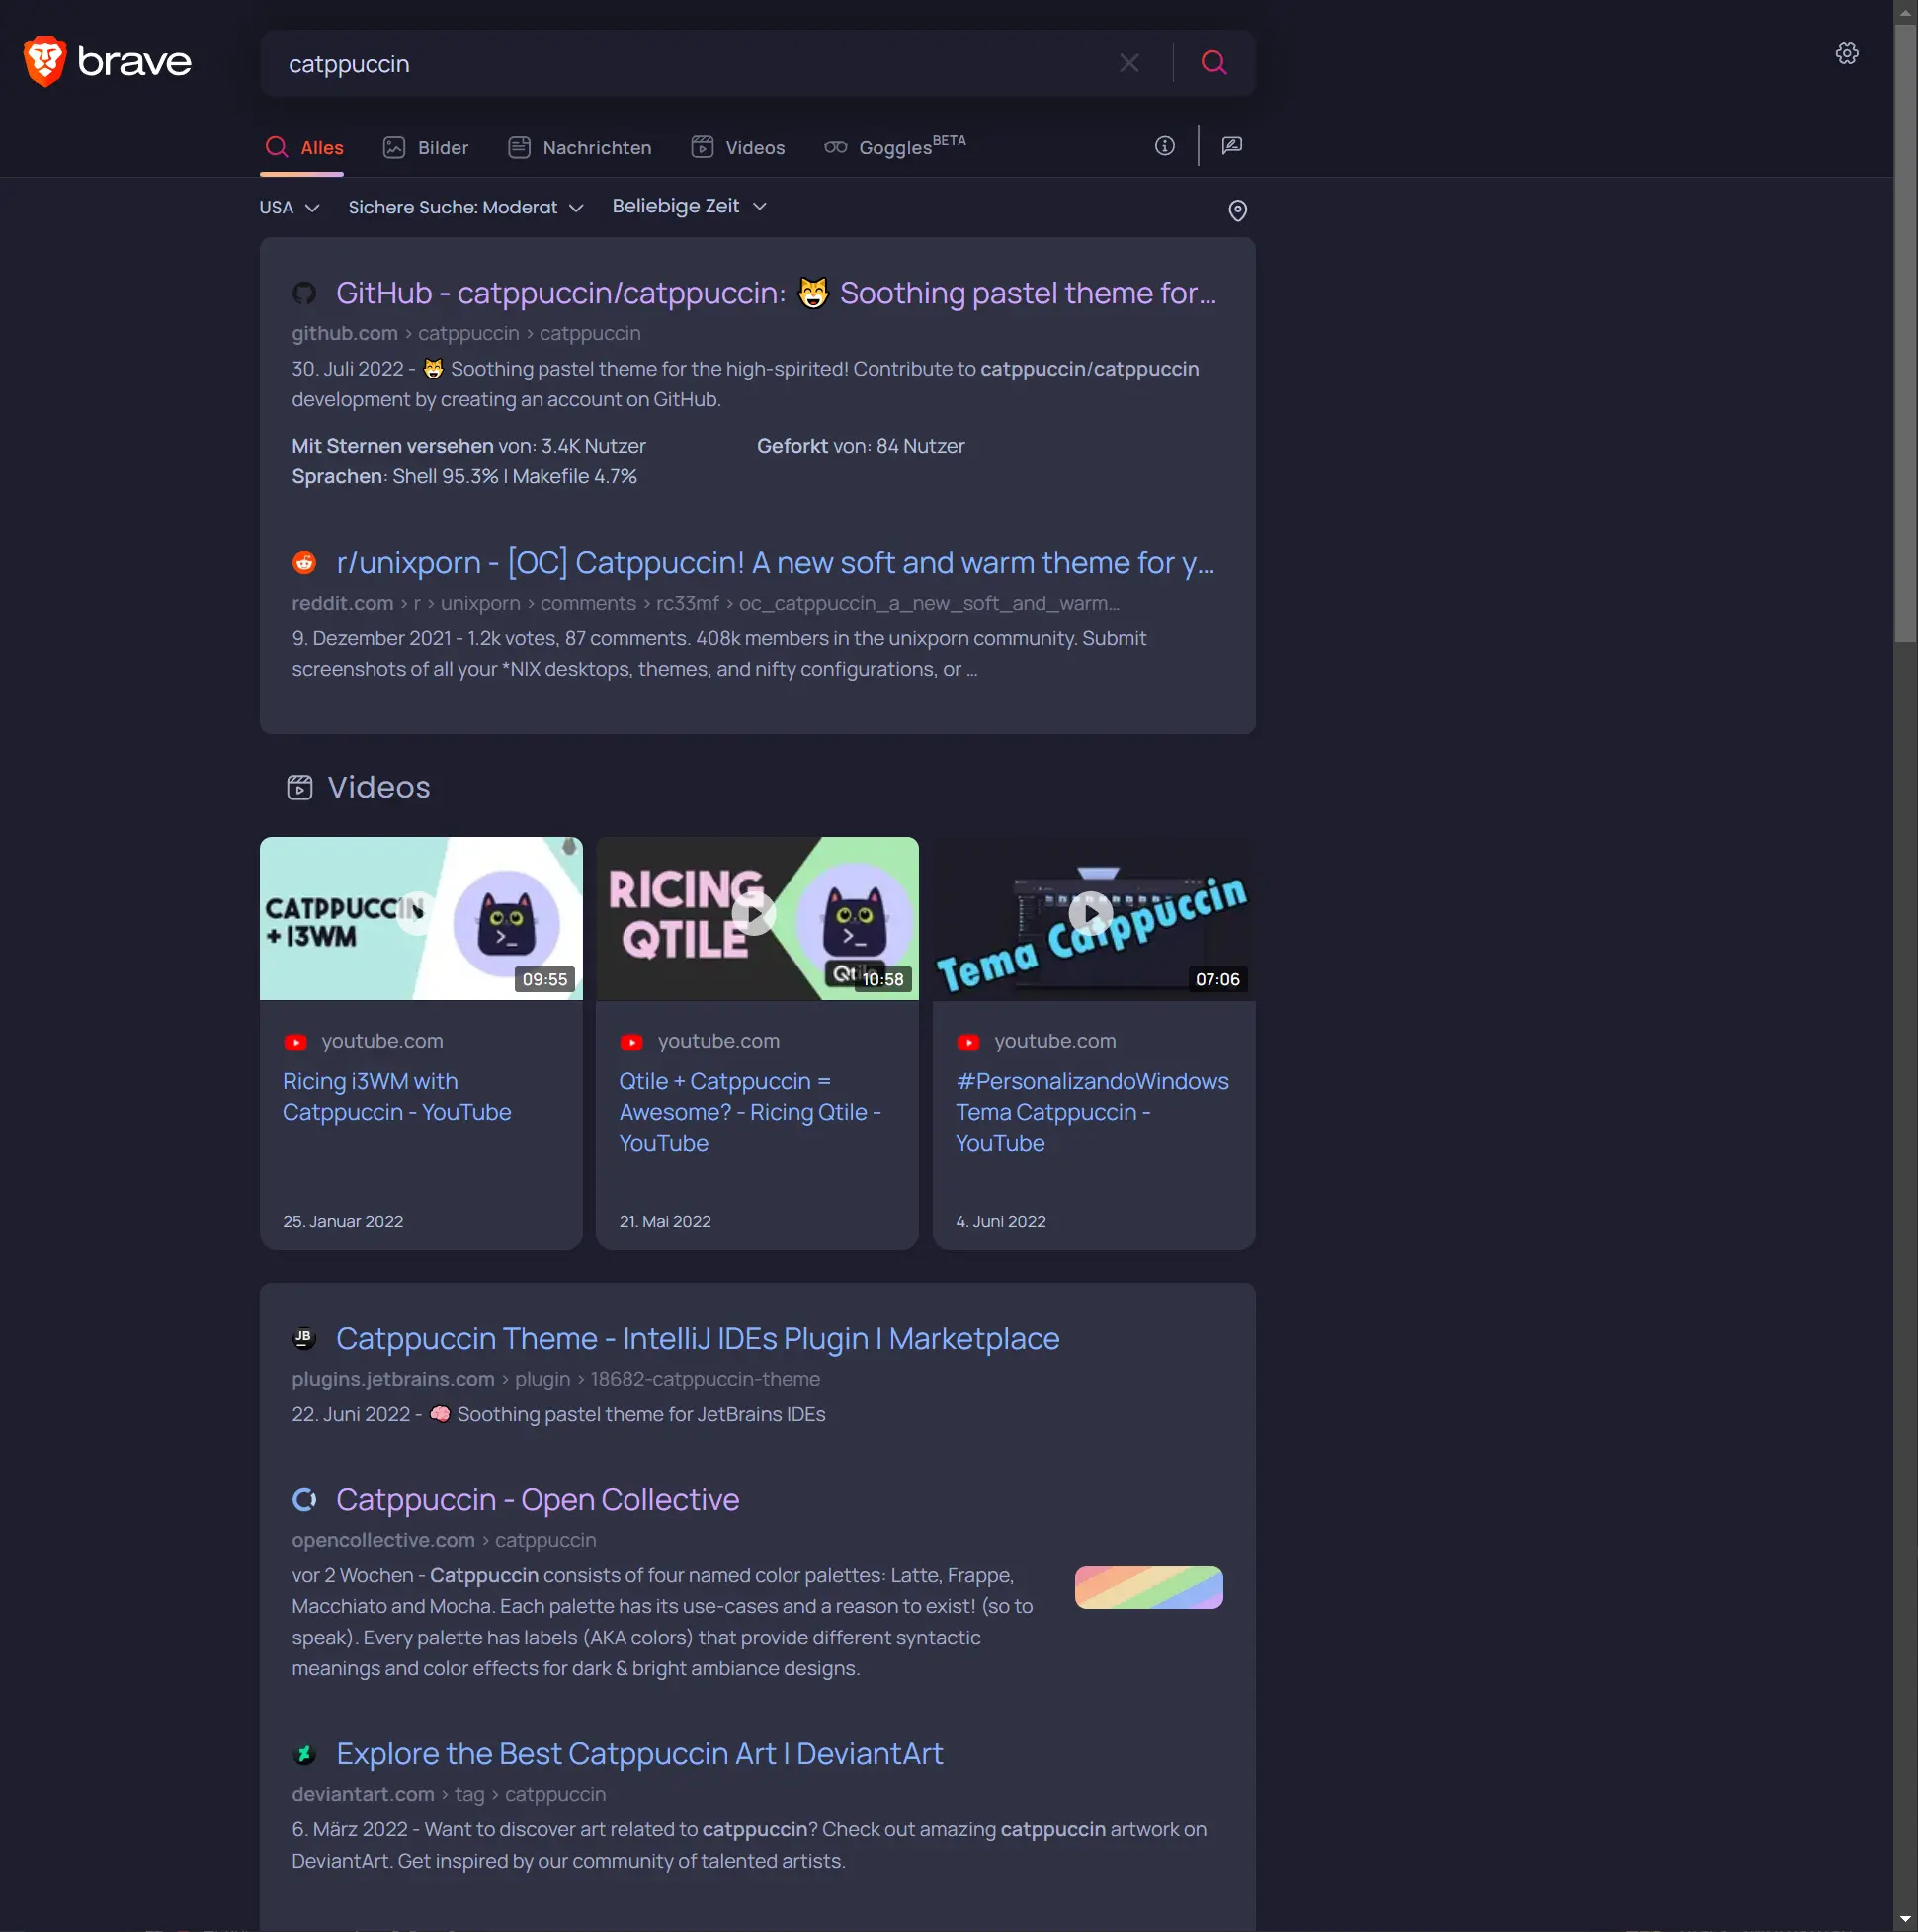 brave
catppuccin
Alles
Bilder
Nachrichten
Videos
Goggles BETA
USA
Sichere Suche: Moderat
Beliebige Zeit
GitHub - catppuccin/catppuccin: 😸 Soothing pastel theme for...
github.com › catppuccin › catppuccin
30. Juli 2022 - 😸 Soothing pastel theme for the high-spirited! Contribute to catppuccin/catppuccin
development by creating an account on GitHub.
Mit Sternen versehen von: 3.4K Nutzer
Geforkt von: 84 Nutzer
Sprachen: Shell 95.3% | Makefile 4.7%
r/unixporn - [OC] Catppuccin! A new soft and warm theme for y...
reddit.com › r › unixporn › comments › rc33mf › oc_catppuccin_a_new_soft_and_warm...
9. Dezember 2021 - 1.2k votes, 87 comments. 408k members in the unixporn community. Submit
screenshots of all your *NIX desktops, themes, and nifty configurations, or ...
Videos
CATPPUCCIN
+ I3WM
09:55
RICING
QTILE
Qtile
10:58
Tema Catppuccin
07:06
youtube.com
Ricing i3WM with
Catppuccin - YouTube
25. Januar 2022
youtube.com
Qtile + Catppuccin =
Awesome? - Ricing Qtile -
YouTube
21. Mai 2022
youtube.com
#PersonalizandoWindows
Tema Catppuccin -
YouTube
4. Juni 2022
JB
Catppuccin Theme - IntelliJ IDEs Plugin | Marketplace
plugins.jetbrains.com › plugin › 18682-catppuccin-theme
22. Juni 2022 - 🧠 Soothing pastel theme for JetBrains IDEs
Catppuccin - Open Collective
opencollective.com › catppuccin
vor 2 Wochen - Catppuccin consists of four named color palettes: Latte, Frappe,
Macchiato and Mocha. Each palette has its use-cases and a reason to exist! (so to
speak). Every palette has labels (AKA colors) that provide different syntactic
meanings and color effects for dark & bright ambiance designs.
Explore the Best Catppuccin Art | DeviantArt
deviantart.com › tag › catppuccin
6. März 2022 - Want to discover art related to catppuccin? Check out amazing catppuccin artwork on
DeviantArt. Get inspired by our community of talented artists.